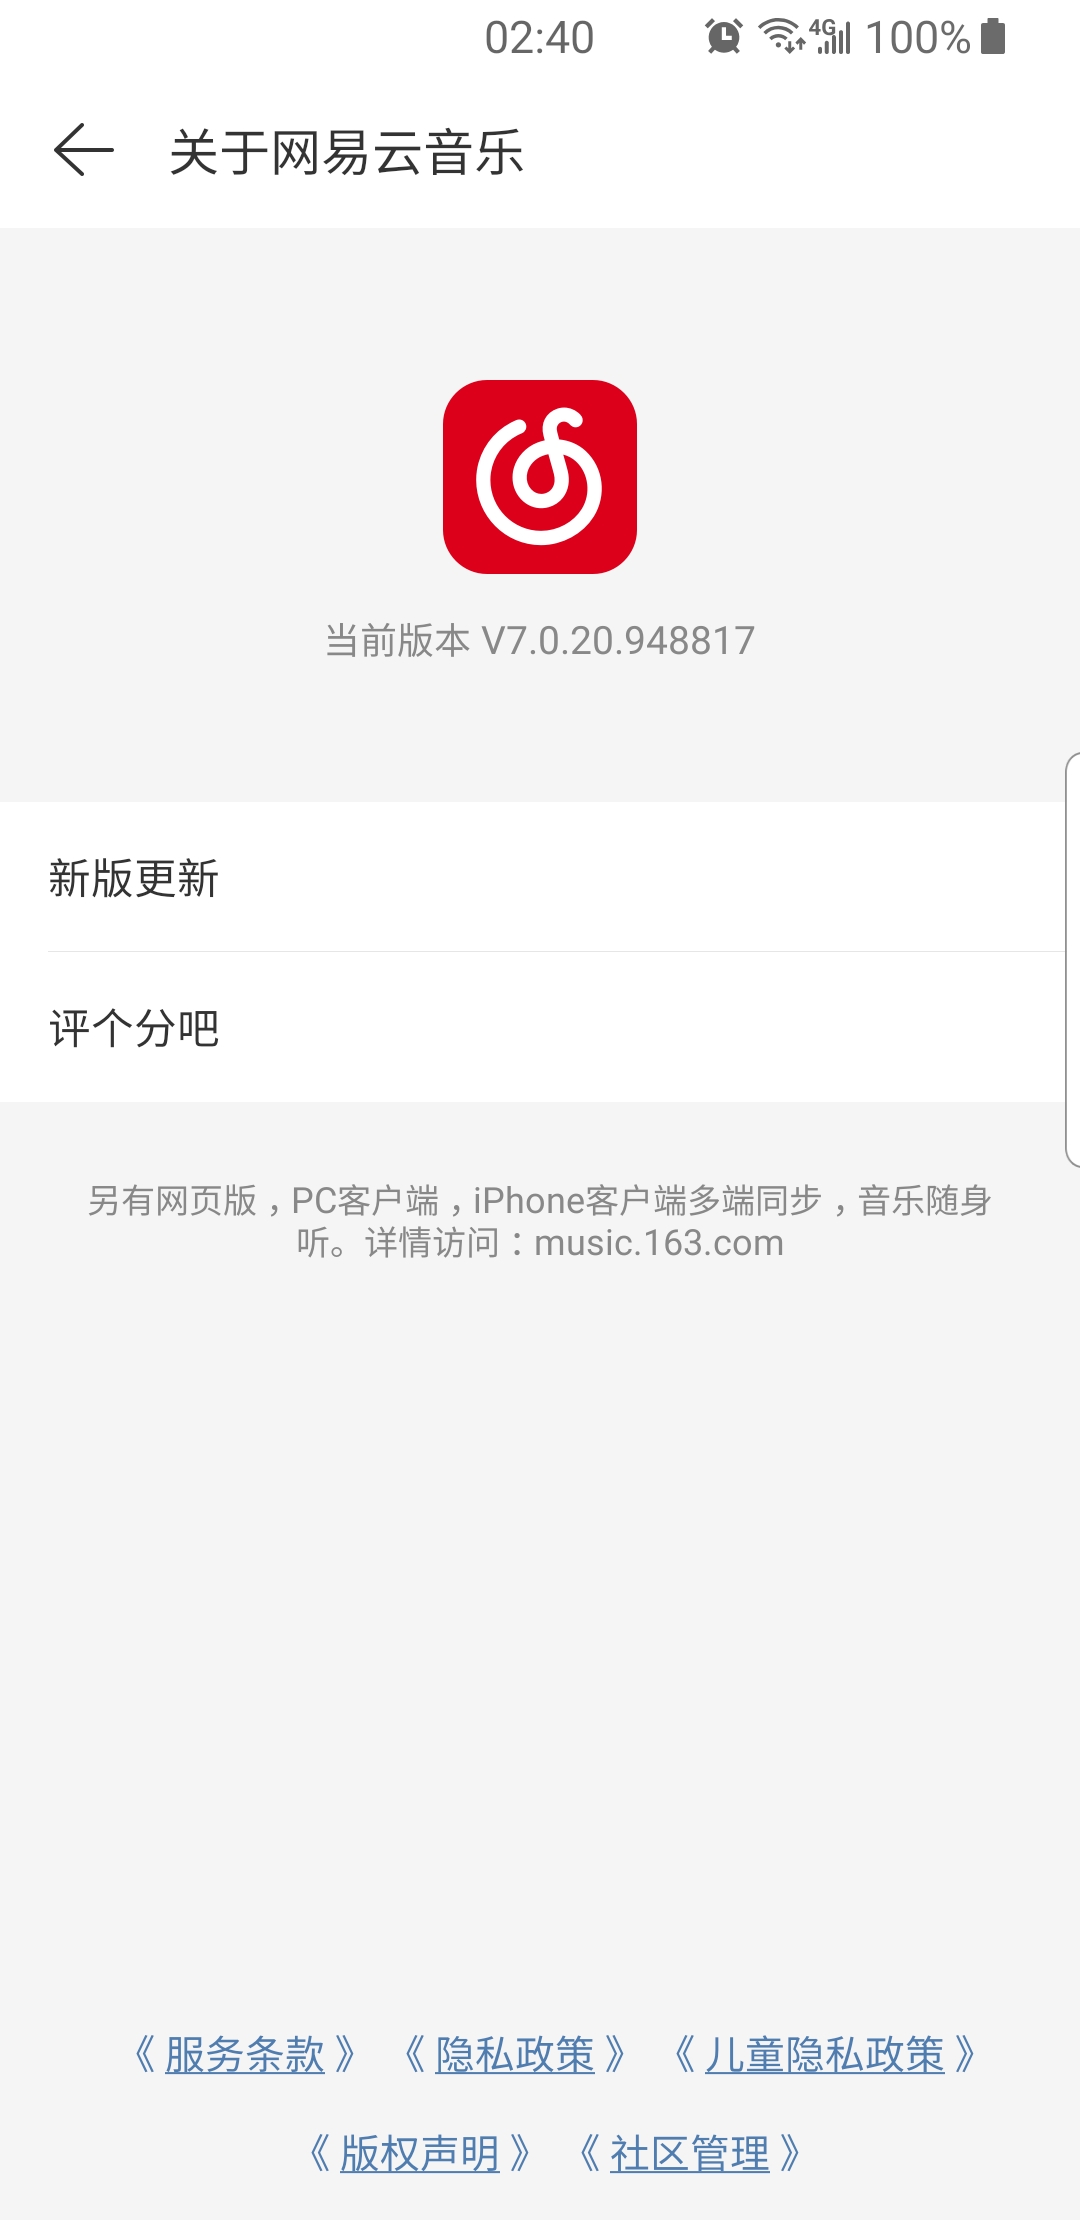 02:40 4G 100%
关于网易云音乐
当前版本 V7.0.20.948817
新版更新
评个分吧
另有网页版，PC客户端，iPhone客户端多端同步，音乐随身
听。详情访问：music.163.com
《 服务条款 》 《 隐私政策 》 《 儿童隐私政策 》
《 版权声明 》 《 社区管理 》